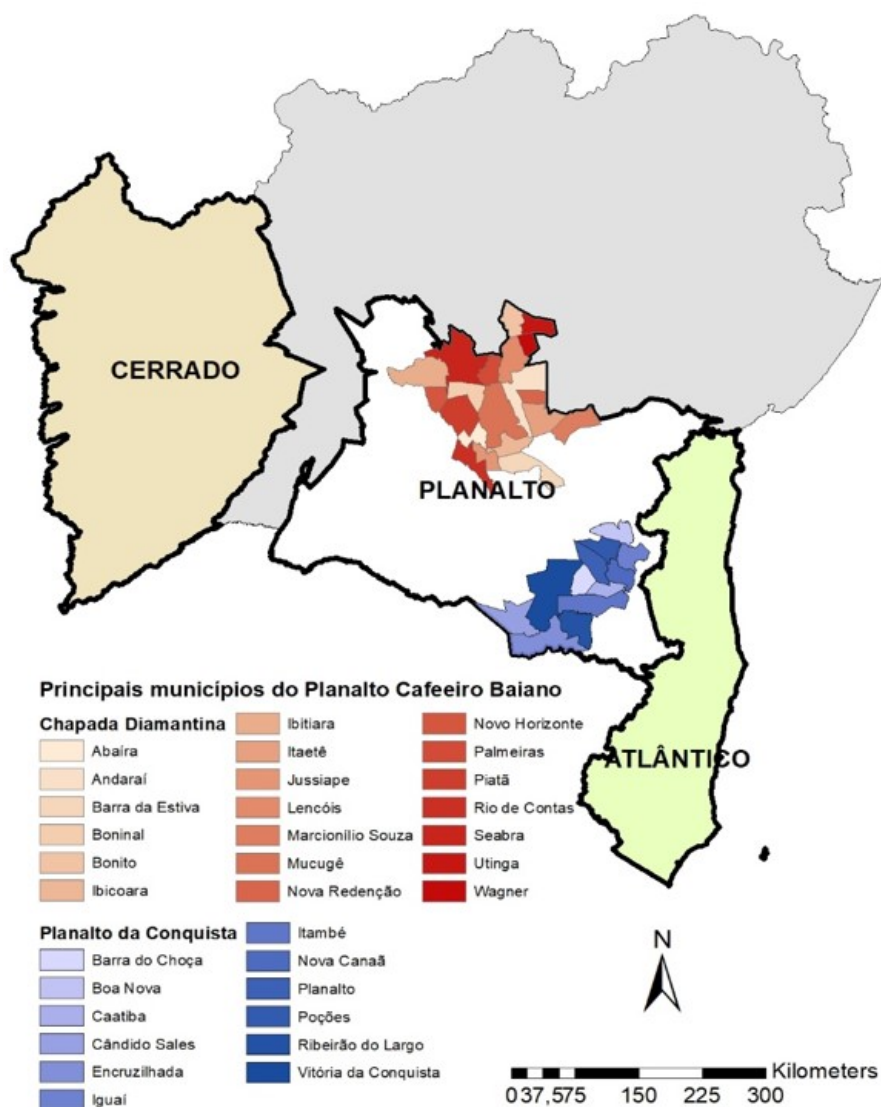 CERRADO
PLANALTO
ATLÂNTICO
Principais municípios do Planalto Cafeeiro Baiano
Chapada Diamantina
Abaíra
Andaraí
Barra da Estiva
Boninal
Bonito
Ibicoara
Ibitiara
Itaetê
Jussiape
Lencóis
Marcionílio Souza
Mucugê
Nova Redenção
Novo Horizonte
Palmeiras
Piatã
Rio de Contas
Seabra
Utinga
Wagner
Planalto da Conquista
Barra do Choça
Boa Nova
Caatiba
Cândido Sales
Encruzilhada
Iguaí
Itambé
Nova Canaã
Planalto
Poções
Ribeirão do Largo
Vitória da Conquista
N
Kilometers
0 37,5 75 150 225 300